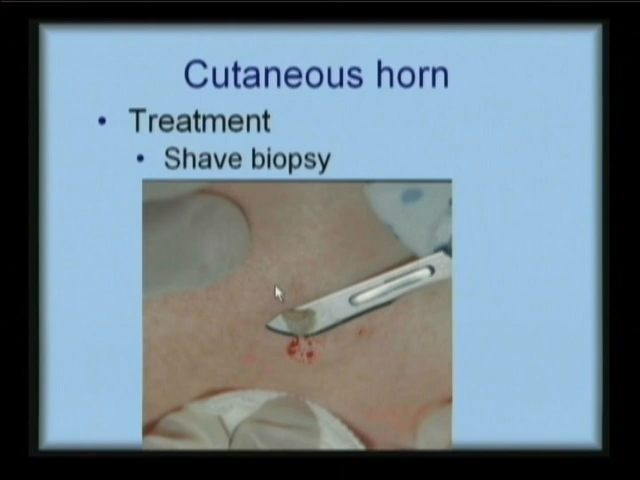 Cutaneous horn
• Treatment
• Shave biopsy